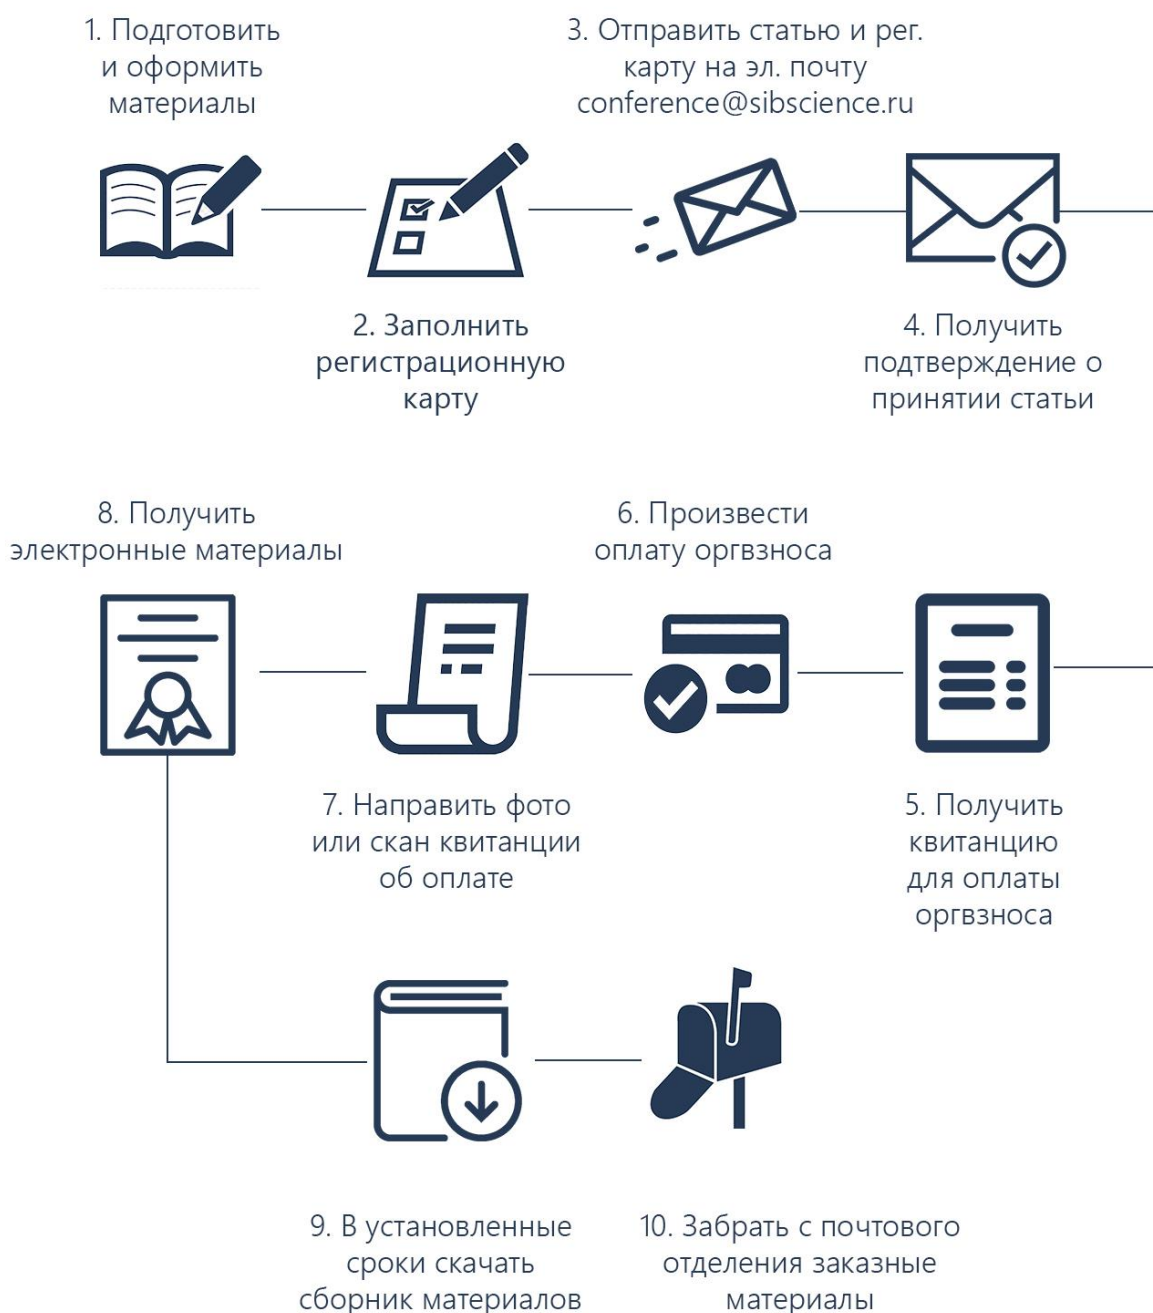 1. Подготовить
и оформить
материалы
2. Заполнить
регистрационную
карту
3. Отправить статью и рег.
карту на эл. почту
conference@sibscience.ru
4. Получить
подтверждение о
принятии статьи
5. Получить
квитанцию
для оплаты
оргвзноса
6. Произвести
оплату оргвзноса
7. Направить фото
или скан квитанции
об оплате
8. Получить
электронные материалы
9. В установленные
сроки скачать
сборник материалов
10. Забрать с почтового
отделения заказные
материалы